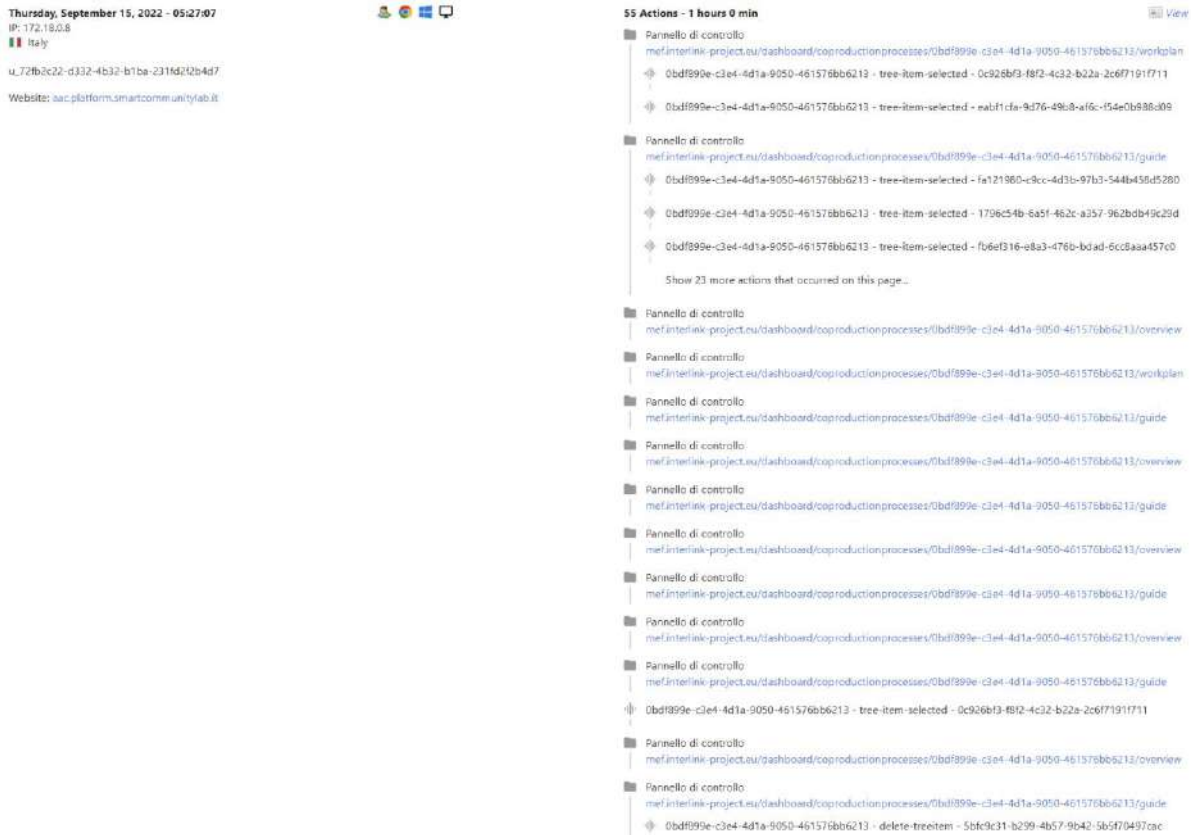 Thursday, September 15, 2022 - 05:27:07
IP: 172.18.0.8
Italy
u_72fb2c22-d332-4b32-b1ba-231fd2f2b4d7
Website: aac.platform.smartcommunitylab.it
55 Actions - 1 hours 0 min
View
Pannello di controllo
mef.interlink-project.eu/dashboard/coproductionprocesses/0bdf899e-c3e4-4d1a-9050-461576bb6213/workplan
0bdf899e-c3e4-4d1a-9050-461576bb6213 - tree-item-selected - 0c926bf3-f8f2-4c32-b22a-2c6f7191f711
0bdf899e-c3e4-4d1a-9050-461576bb6213 - tree-item-selected - eabf1cfa-9d76-49b8-af6c-f54e0b988d09
Pannello di controllo
mef.interlink-project.eu/dashboard/coproductionprocesses/0bdf899e-c3e4-4d1a-9050-461576bb6213/guide
0bdf899e-c3e4-4d1a-9050-461576bb6213 - tree-item-selected - fa121980-c9cc-4d3b-97b3-544b458d5280
0bdf899e-c3e4-4d1a-9050-461576bb6213 - tree-item-selected - 1796c54b-6a5f-462c-a357-962bdb49c29d
0bdf899e-c3e4-4d1a-9050-461576bb6213 - tree-item-selected - fb6ef316-e8a3-476b-bdad-6cc8aaa457c0
Show 23 more actions that occurred on this page...
Pannello di controllo
mef.interlink-project.eu/dashboard/coproductionprocesses/0bdf899e-c3e4-4d1a-9050-461576bb6213/overview
Pannello di controllo
mef.interlink-project.eu/dashboard/coproductionprocesses/0bdf899e-c3e4-4d1a-9050-461576bb6213/workplan
Pannello di controllo
mef.interlink-project.eu/dashboard/coproductionprocesses/0bdf899e-c3e4-4d1a-9050-461576bb6213/guide
Pannello di controllo
mef.interlink-project.eu/dashboard/coproductionprocesses/0bdf899e-c3e4-4d1a-9050-461576bb6213/overview
Pannello di controllo
mef.interlink-project.eu/dashboard/coproductionprocesses/0bdf899e-c3e4-4d1a-9050-461576bb6213/guide
Pannello di controllo
mef.interlink-project.eu/dashboard/coproductionprocesses/0bdf899e-c3e4-4d1a-9050-461576bb6213/overview
Pannello di controllo
mef.interlink-project.eu/dashboard/coproductionprocesses/0bdf899e-c3e4-4d1a-9050-461576bb6213/guide
Pannello di controllo
mef.interlink-project.eu/dashboard/coproductionprocesses/0bdf899e-c3e4-4d1a-9050-461576bb6213/overview
Pannello di controllo
mef.interlink-project.eu/dashboard/coproductionprocesses/0bdf899e-c3e4-4d1a-9050-461576bb6213/guide
0bdf899e-c3e4-4d1a-9050-461576bb6213 - tree-item-selected - 0c926bf3-f8f2-4c32-b22a-2c6f7191f711
Pannello di controllo
mef.interlink-project.eu/dashboard/coproductionprocesses/0bdf899e-c3e4-4d1a-9050-461576bb6213/overview
Pannello di controllo
mef.interlink-project.eu/dashboard/coproductionprocesses/0bdf899e-c3e4-4d1a-9050-461576bb6213/guide
0bdf899e-c3e4-4d1a-9050-461576bb6213 - delete-treeitem - 5bfc9c31-b299-4b57-9b42-5b5f70497cac